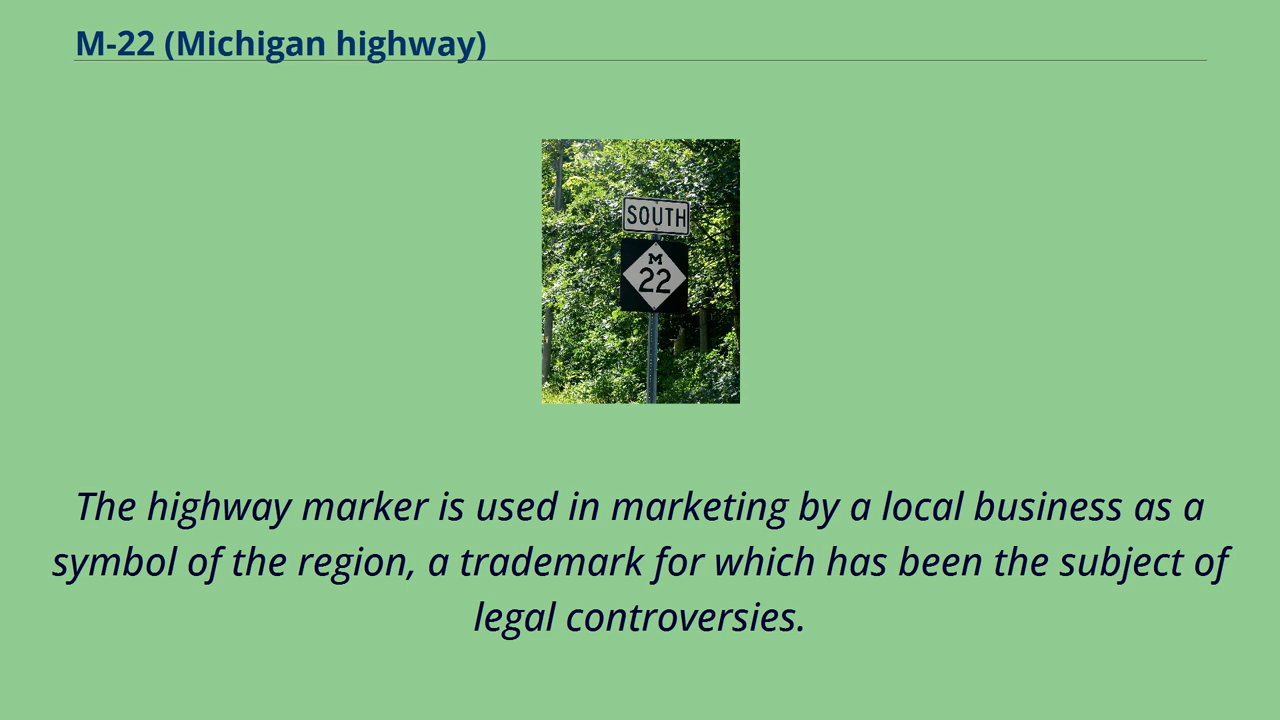 M-22 (Michigan highway)
SOUTH
M
22
The highway marker is used in marketing by a local business as a
symbol of the region, a trademark for which has been the subject of
legal controversies.